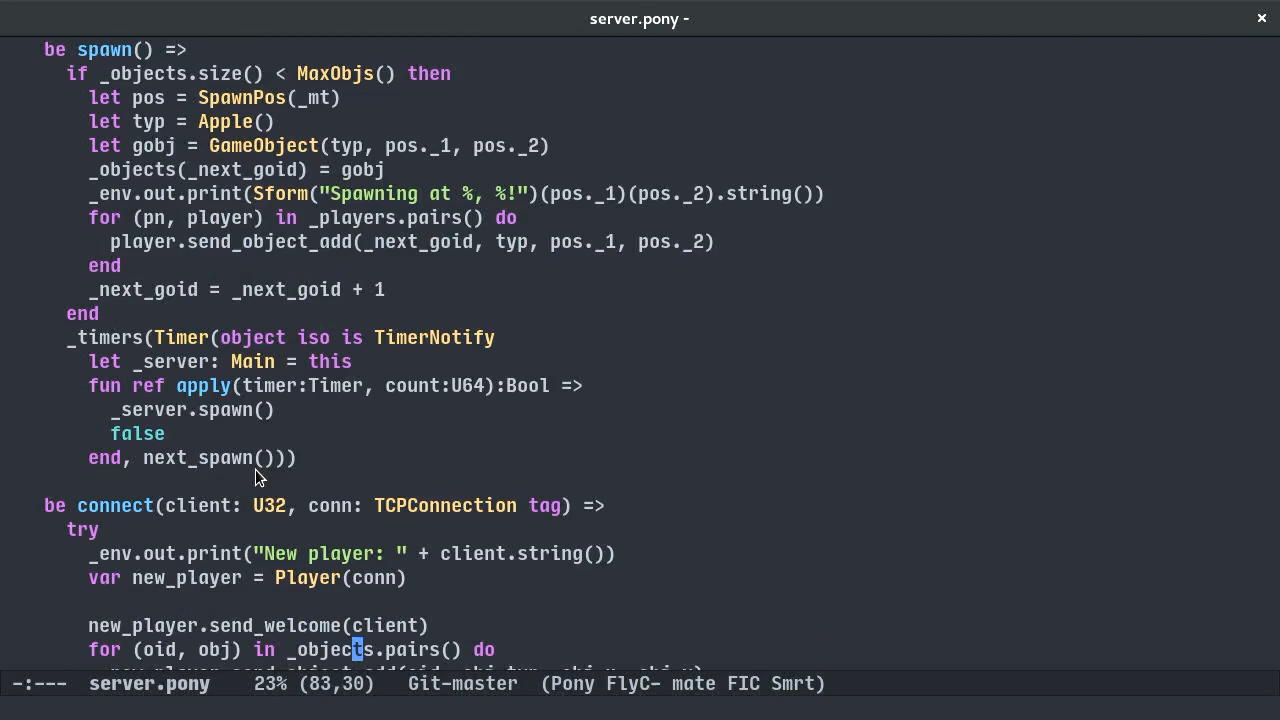 server.pony -
be spawn() =>
if _objects.size() < MaxObjs() then
let pos = SpawnPos(_mt)
let typ = Apple()
let gobj = GameObject(typ, pos._1, pos._2)
_objects(_next_goid) = gobj
_env.out.print(Sform("Spawning at %, %!")(pos._1)(pos._2).string())
for (pn, player) in _players.pairs() do
player.send_object_add(_next_goid, typ, pos._1, pos._2)
end
_next_goid = _next_goid + 1
end
_timers(Timer(object iso is TimerNotify
let _server: Main = this
fun ref apply(timer:Timer, count:U64):Bool =>
_server.spawn()
false
end, next_spawn()))
be connect(client: U32, conn: TCPConnection tag) =>
try
_env.out.print("New player: " + client.string())
var new_player = Player(conn)
new_player.send_welcome(client)
for (oid, obj) in _objects.pairs() do
-:--- server.pony 23% (83,30) Git-master (Pony FlyC- mate FIC Smrt)